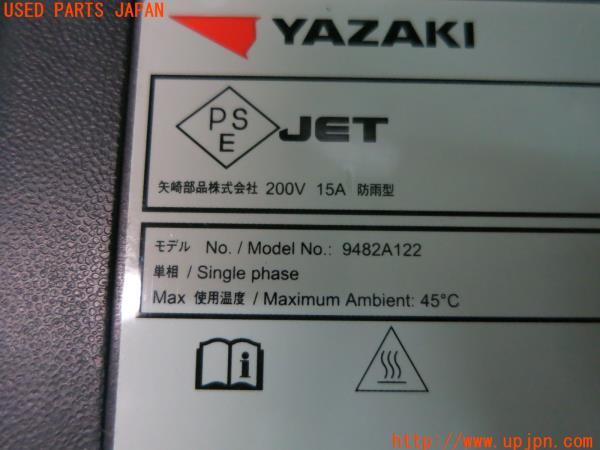 USED PARTS JAPAN
YAZAKI
PS
E
JET
矢崎部品株式会社 200V 15A 防雨型
モデル No. / Model No.: 9482A122
単相 / Single phase
Max 使用温度 / Maximum Ambient: 45°C
http://www.upjpn.com